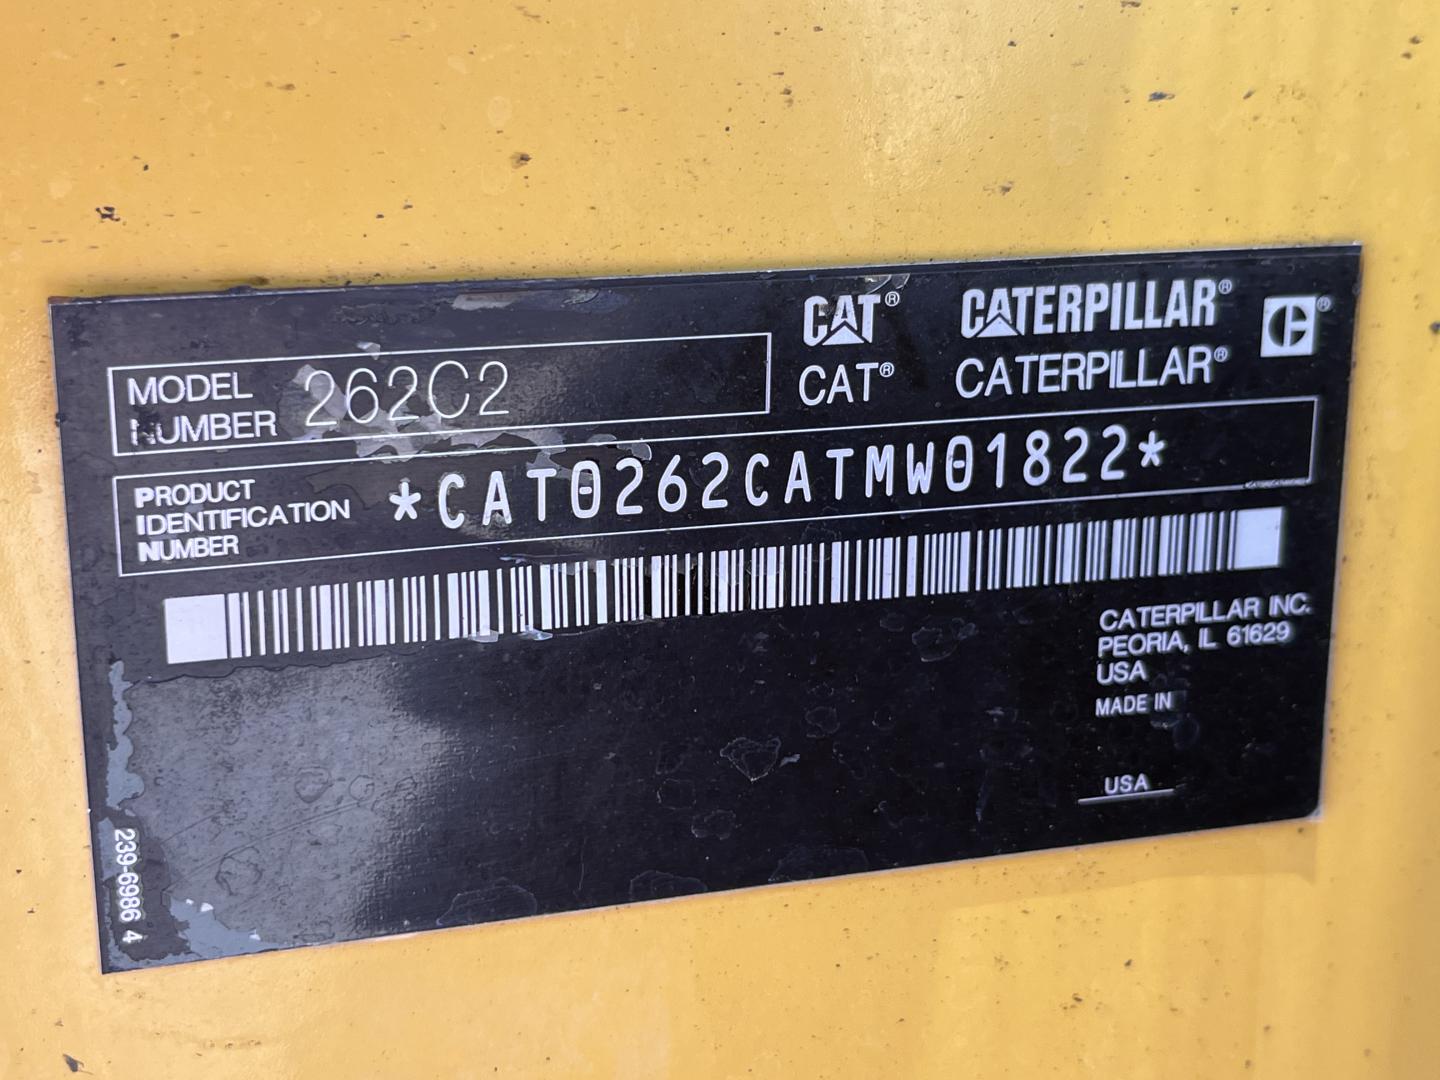 MODEL
NUMBER 262C2
CAT® CATERPILLAR® C®
CAT® CATERPILLAR®
PRODUCT
IDENTIFICATION
NUMBER
*CAT0262CATMW01822*
CATERPILLAR INC.
PEORIA, IL 61629
USA
MADE IN
USA
239-6986 4